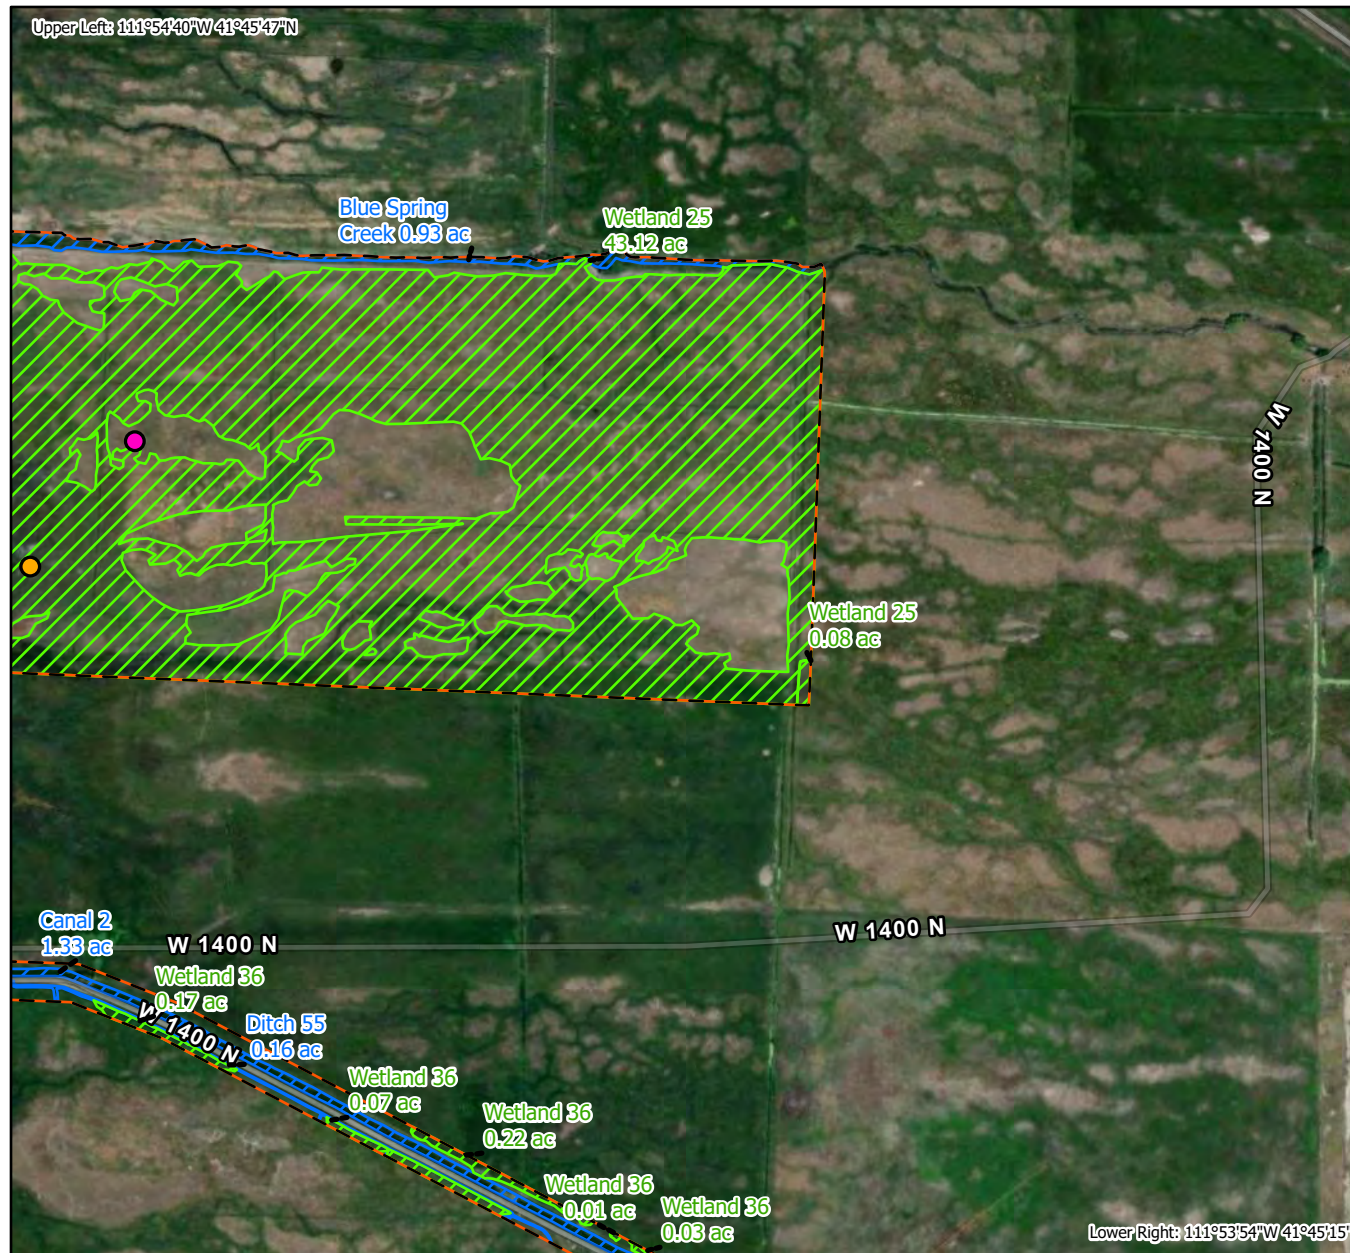 Upper Left: 111°54'40"W 41°45'47"N
Blue Spring
Creek 0.93 ac
Wetland 25
43.12 ac
W 1400 N
Wetland 25
0.08 ac
W 1400 N
W 1400 N
Canal 2
1.33 ac
Wetland 36
0.17 ac
W 1400 N
Ditch 55
0.16 ac
Wetland 36
0.07 ac
Wetland 36
0.22 ac
Wetland 36
0.01 ac
Wetland 36
0.03 ac
Lower Right: 111°53'54"W 41°45'15"